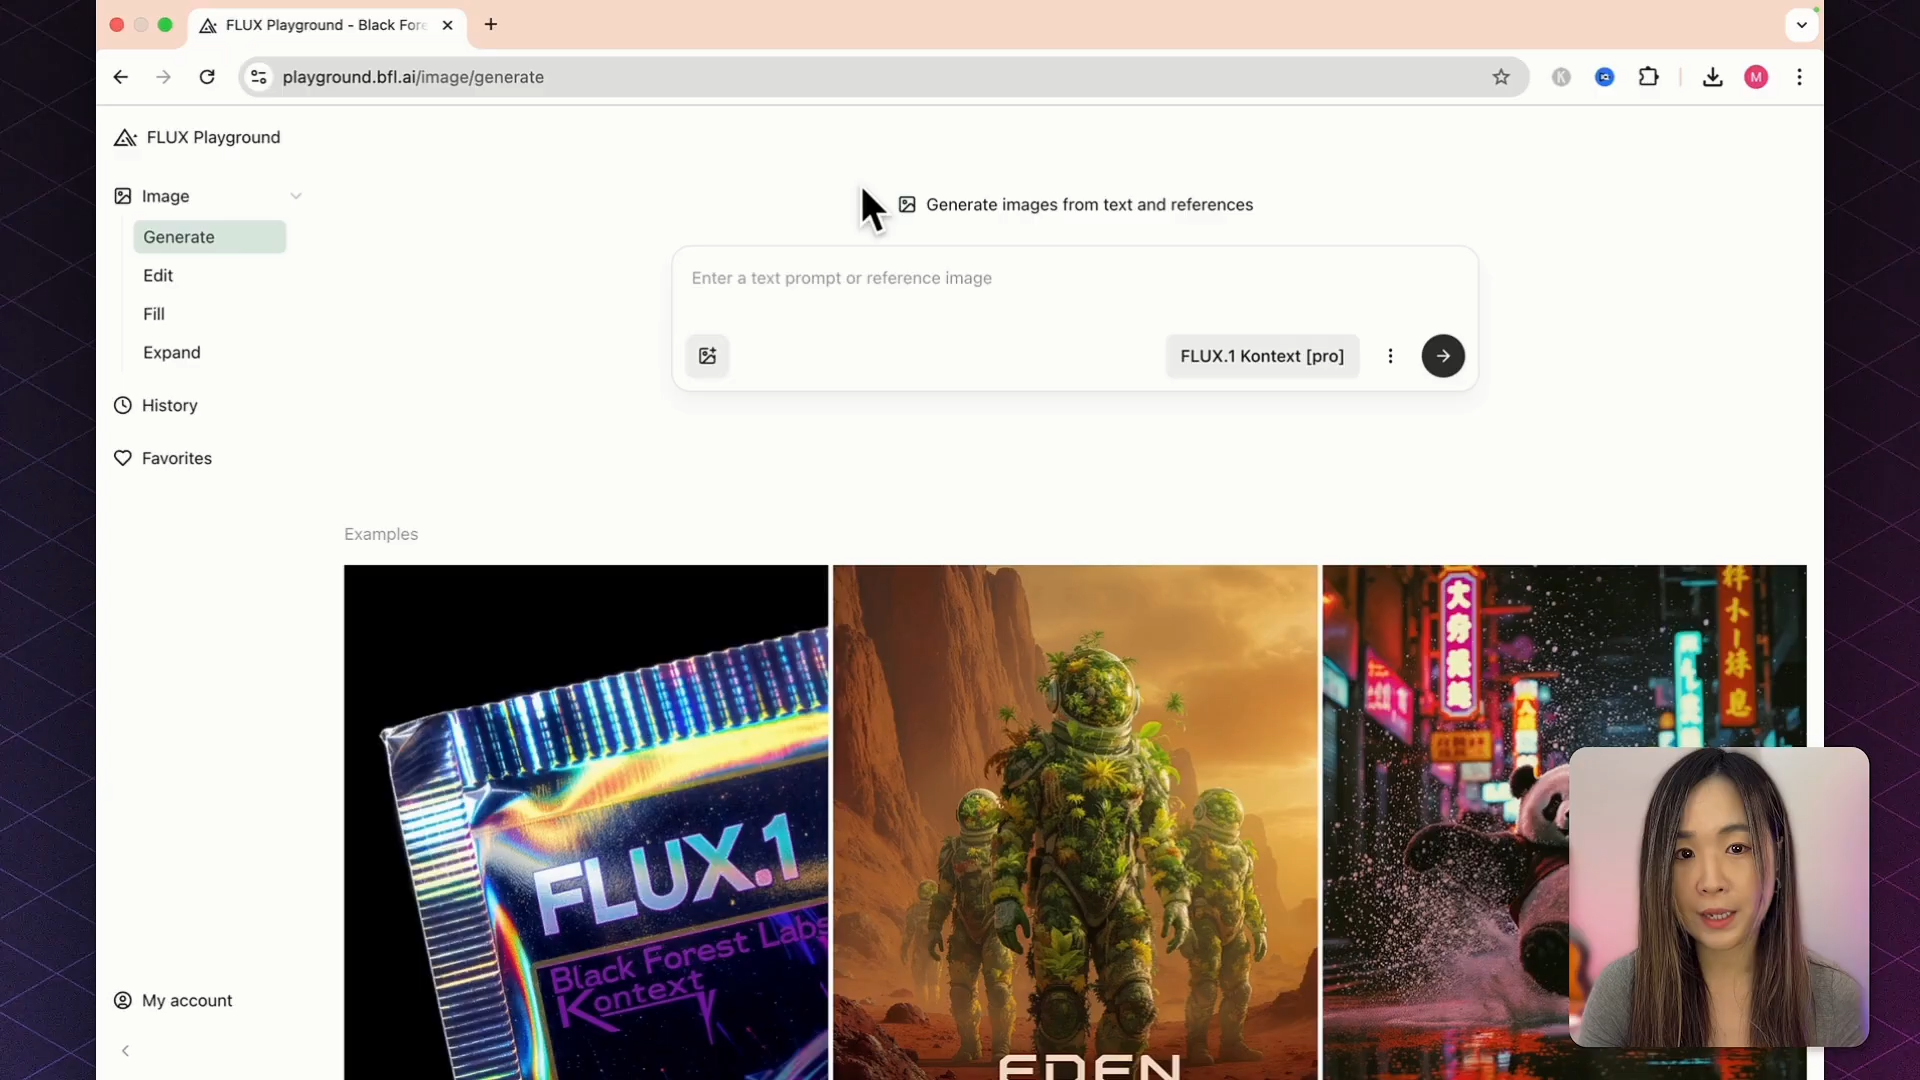 FLUX Playground - Black Fore
playground.bfl.ai/image/generate
M
FLUX Playground
Image
Generate
Edit
Fill
Expand
History
Favorites
My account
Generate images from text and references
Enter a text prompt or reference image
FLUX.1 Kontext [pro]
Examples
FLUX.1
Black Forest Labs
Kontext
EDEN